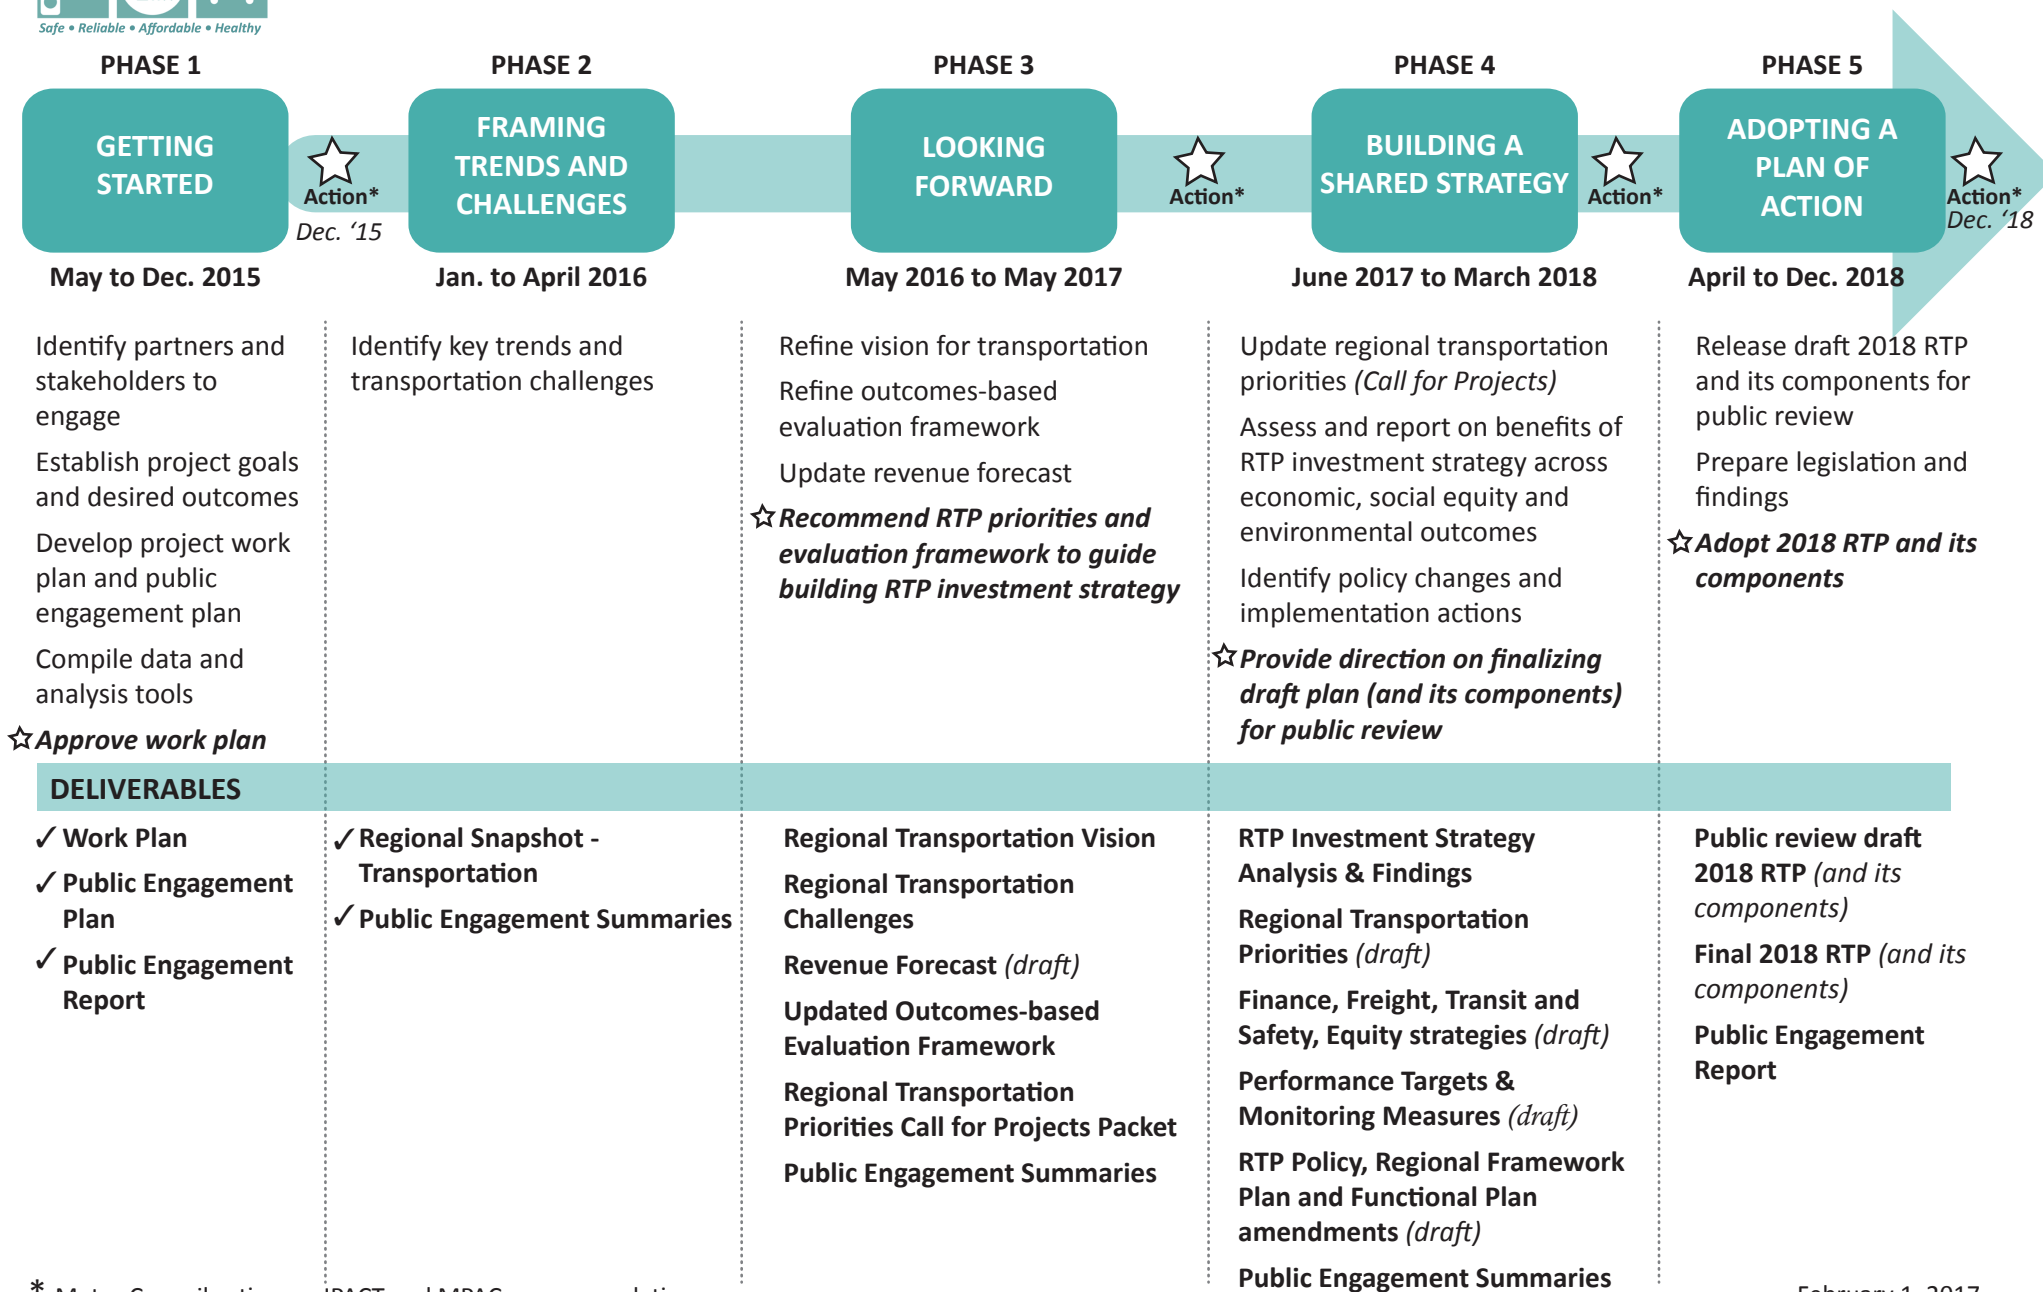 Safe • Reliable • Affordable • Healthy
PHASE 1
GETTING
STARTED
Action*
Dec. ‘15
May to Dec. 2015
PHASE 2
FRAMING
TRENDS AND
CHALLENGES
Jan. to April 2016
PHASE 3
LOOKING
FORWARD
Action*
May 2016 to May 2017
PHASE 4
BUILDING A
SHARED STRATEGY
Action*
June 2017 to March 2018
PHASE 5
ADOPTING A
PLAN OF
ACTION
Action*
Dec. ‘18
April to Dec. 2018
Identify partners and
stakeholders to
engage
Establish project goals
and desired outcomes
Develop project work
plan and public
engagement plan
Compile data and
analysis tools
Approve work plan
Identify key trends and
transportation challenges
Refine vision for transportation
Refine outcomes-based
evaluation framework
Update revenue forecast
Recommend RTP priorities and
evaluation framework to guide
building RTP investment strategy
Update regional transportation
priorities (Call for Projects)
Assess and report on benefits of
RTP investment strategy across
economic, social equity and
environmental outcomes
Identify policy changes and
implementation actions
Provide direction on finalizing
draft plan (and its components)
for public review
Release draft 2018 RTP
and its components for
public review
Prepare legislation and
findings
Adopt 2018 RTP and its
components
DELIVERABLES
✓ Work Plan
✓ Public Engagement
Plan
✓ Public Engagement
Report
✓ Regional Snapshot -
Transportation
✓ Public Engagement Summaries
Regional Transportation Vision
Regional Transportation
Challenges
Revenue Forecast (draft)
Updated Outcomes-based
Evaluation Framework
Regional Transportation
Priorities Call for Projects Packet
Public Engagement Summaries
RTP Investment Strategy
Analysis & Findings
Regional Transportation
Priorities (draft)
Finance, Freight, Transit and
Safety, Equity strategies (draft)
Performance Targets &
Monitoring Measures (draft)
RTP Policy, Regional Framework
Plan and Functional Plan
amendments (draft)
Public Engagement Summaries
Public review draft
2018 RTP (and its
components)
Final 2018 RTP (and its
components)
Public Engagement
Report
February 1, 2017